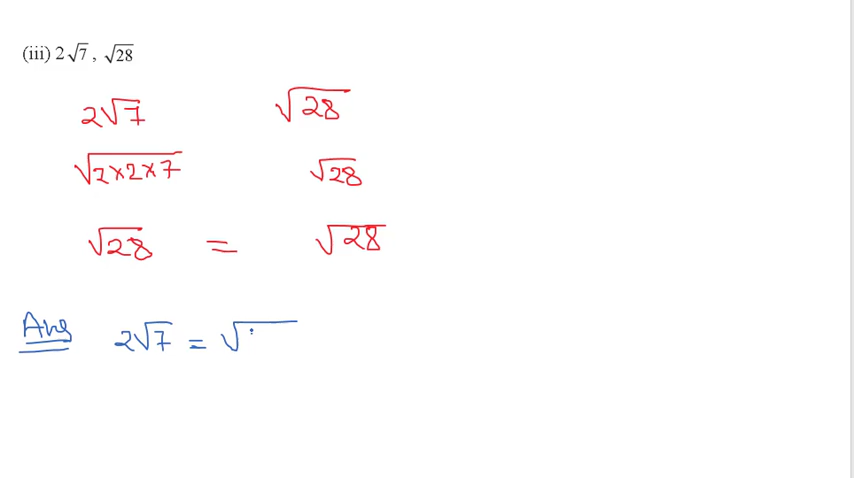 (iii) 2√7 , √28
2√7 √28
√2×2×7 √28
√28 = √28
Ans 2√7 = √